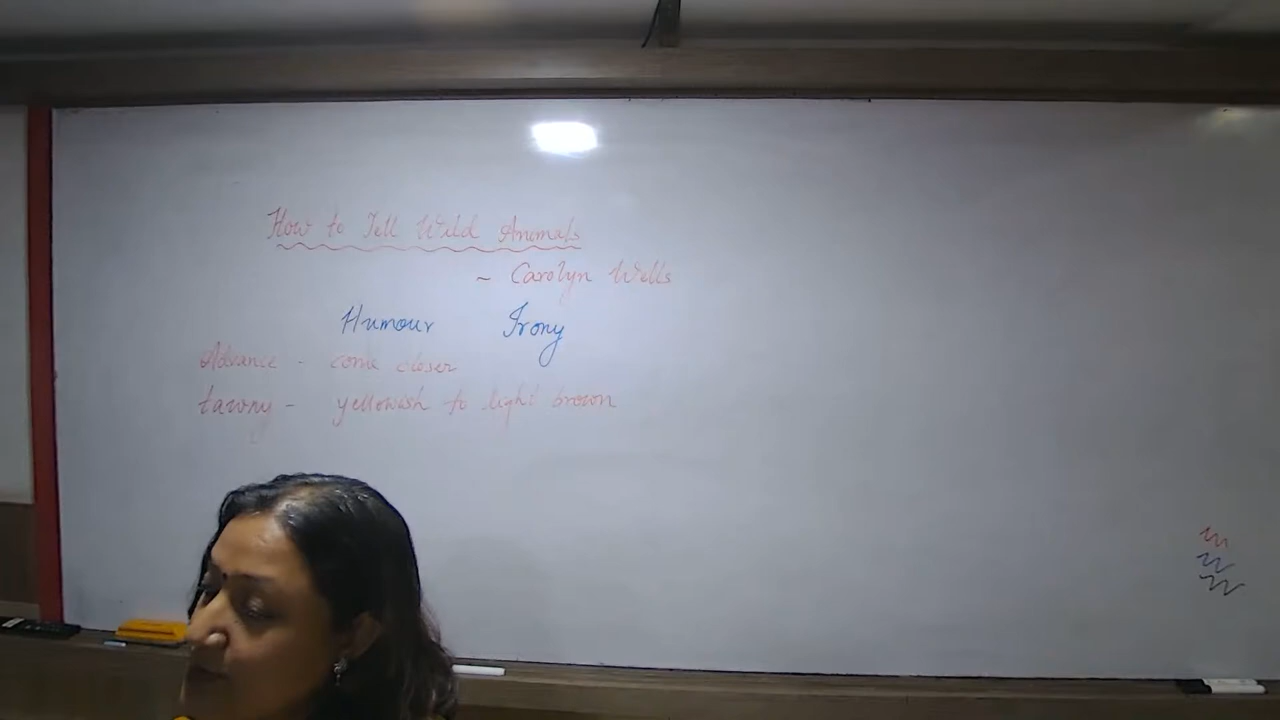 How to Tell Wild Animals
~ Carolyn Wells
Humour Irony
Advance - come closer
tawny - yellowish to light brown